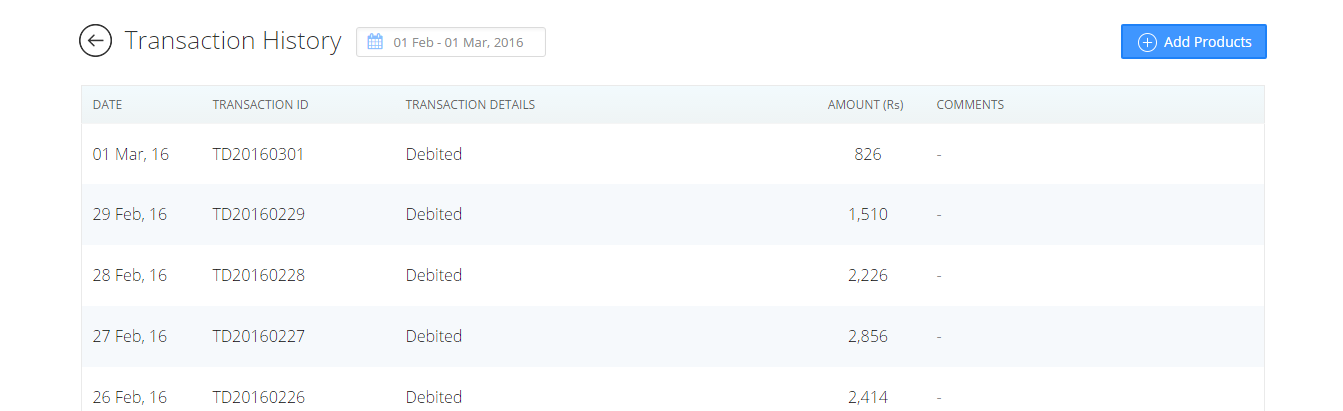 Transaction History 01 Feb - 01 Mar, 2016 Add Products
DATE TRANSACTION ID TRANSACTION DETAILS AMOUNT (Rs) COMMENTS
01 Mar, 16 TD20160301 Debited 826 -
29 Feb, 16 TD20160229 Debited 1,510 -
28 Feb, 16 TD20160228 Debited 2,226 -
27 Feb, 16 TD20160227 Debited 2,856 -
26 Feb, 16 TD20160226 Debited 2,414 -